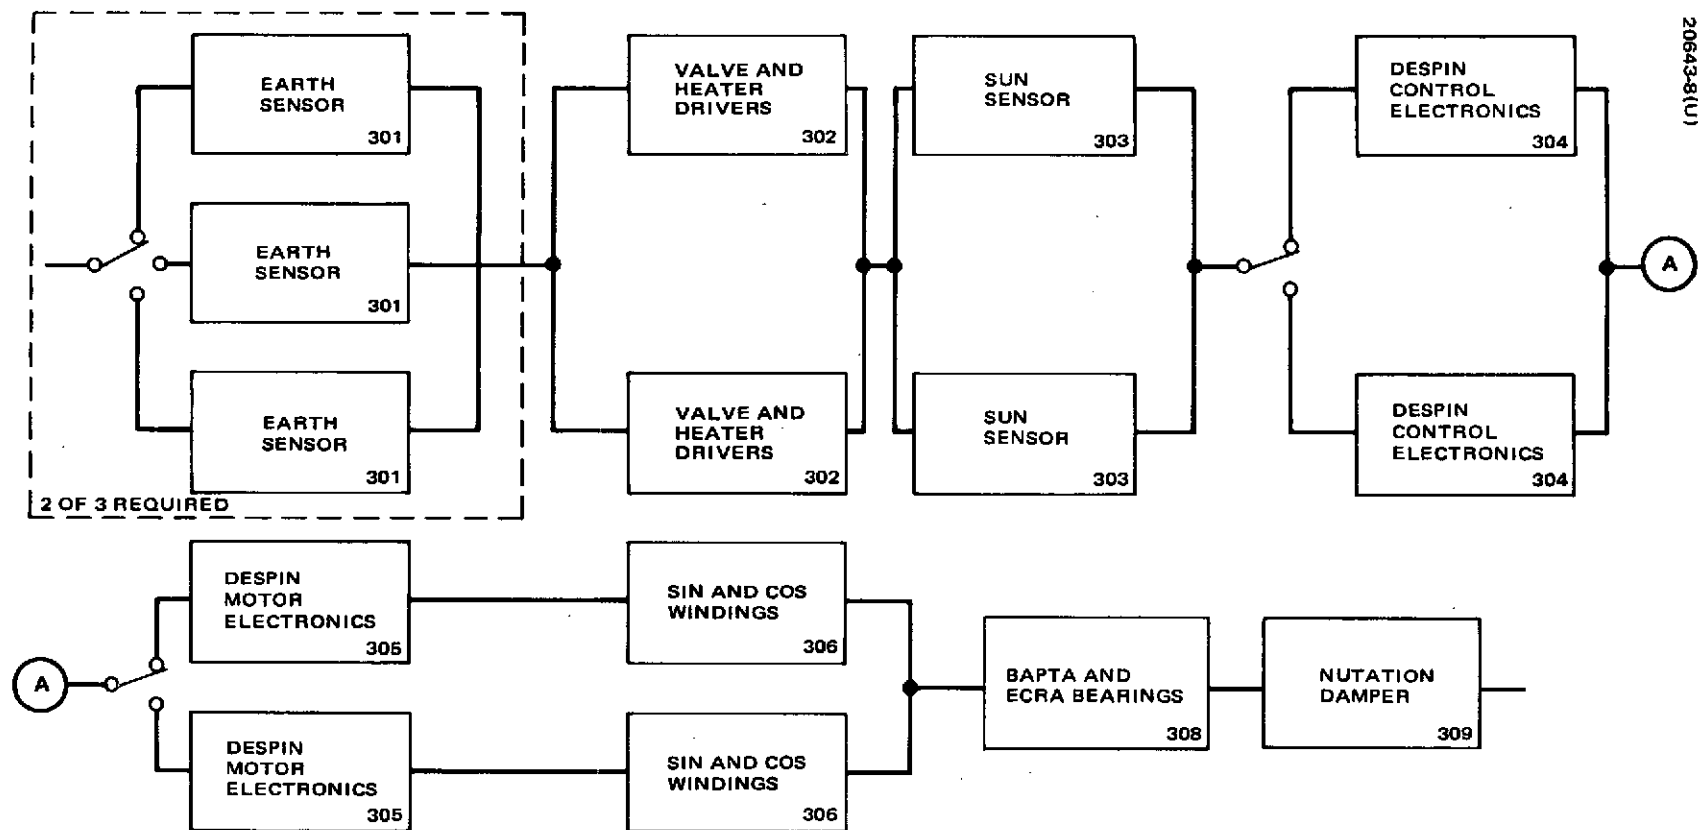 20643-8(U)
EARTH
SENSOR
301
VALVE AND
HEATER
DRIVERS
302
SUN
SENSOR
303
DESPIN
CONTROL
ELECTRONICS
304
EARTH
SENSOR
301
A
EARTH
SENSOR
301
VALVE AND
HEATER
DRIVERS
302
SUN
SENSOR
303
DESPIN
CONTROL
ELECTRONICS
304
2 OF 3 REQUIRED
DESPIN
MOTOR
ELECTRONICS
305
SIN AND COS
WINDINGS
306
A
BAPTA AND
ECRA BEARINGS
308
NUTATION
DAMPER
309
DESPIN
MOTOR
ELECTRONICS
305
SIN AND COS
WINDINGS
306